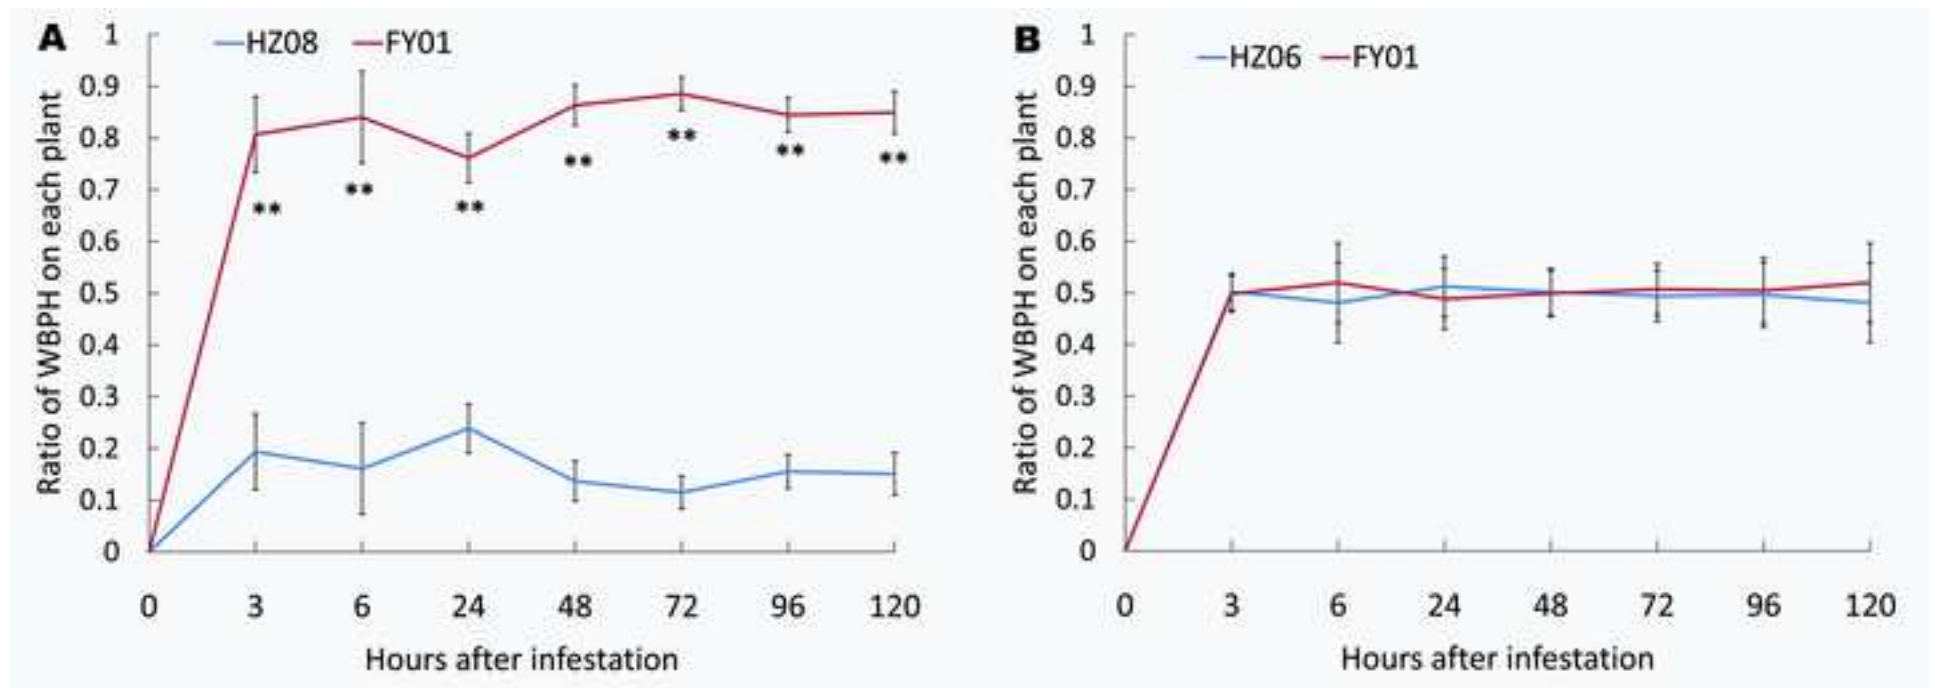 A
HZ08 FY01
Ratio of WBPH on each plant
1
0.9
0.8
0.7
0.6
0.5
0.4
0.3
0.2
0.1
0
** ** ** ** ** ** **
0 3 6 24 48 72 96 120
Hours after infestation
B
HZ06 FY01
Ratio of WBPH on each plant
1
0.9
0.8
0.7
0.6
0.5
0.4
0.3
0.2
0.1
0
0 3 6 24 48 72 96 120
Hours after infestation